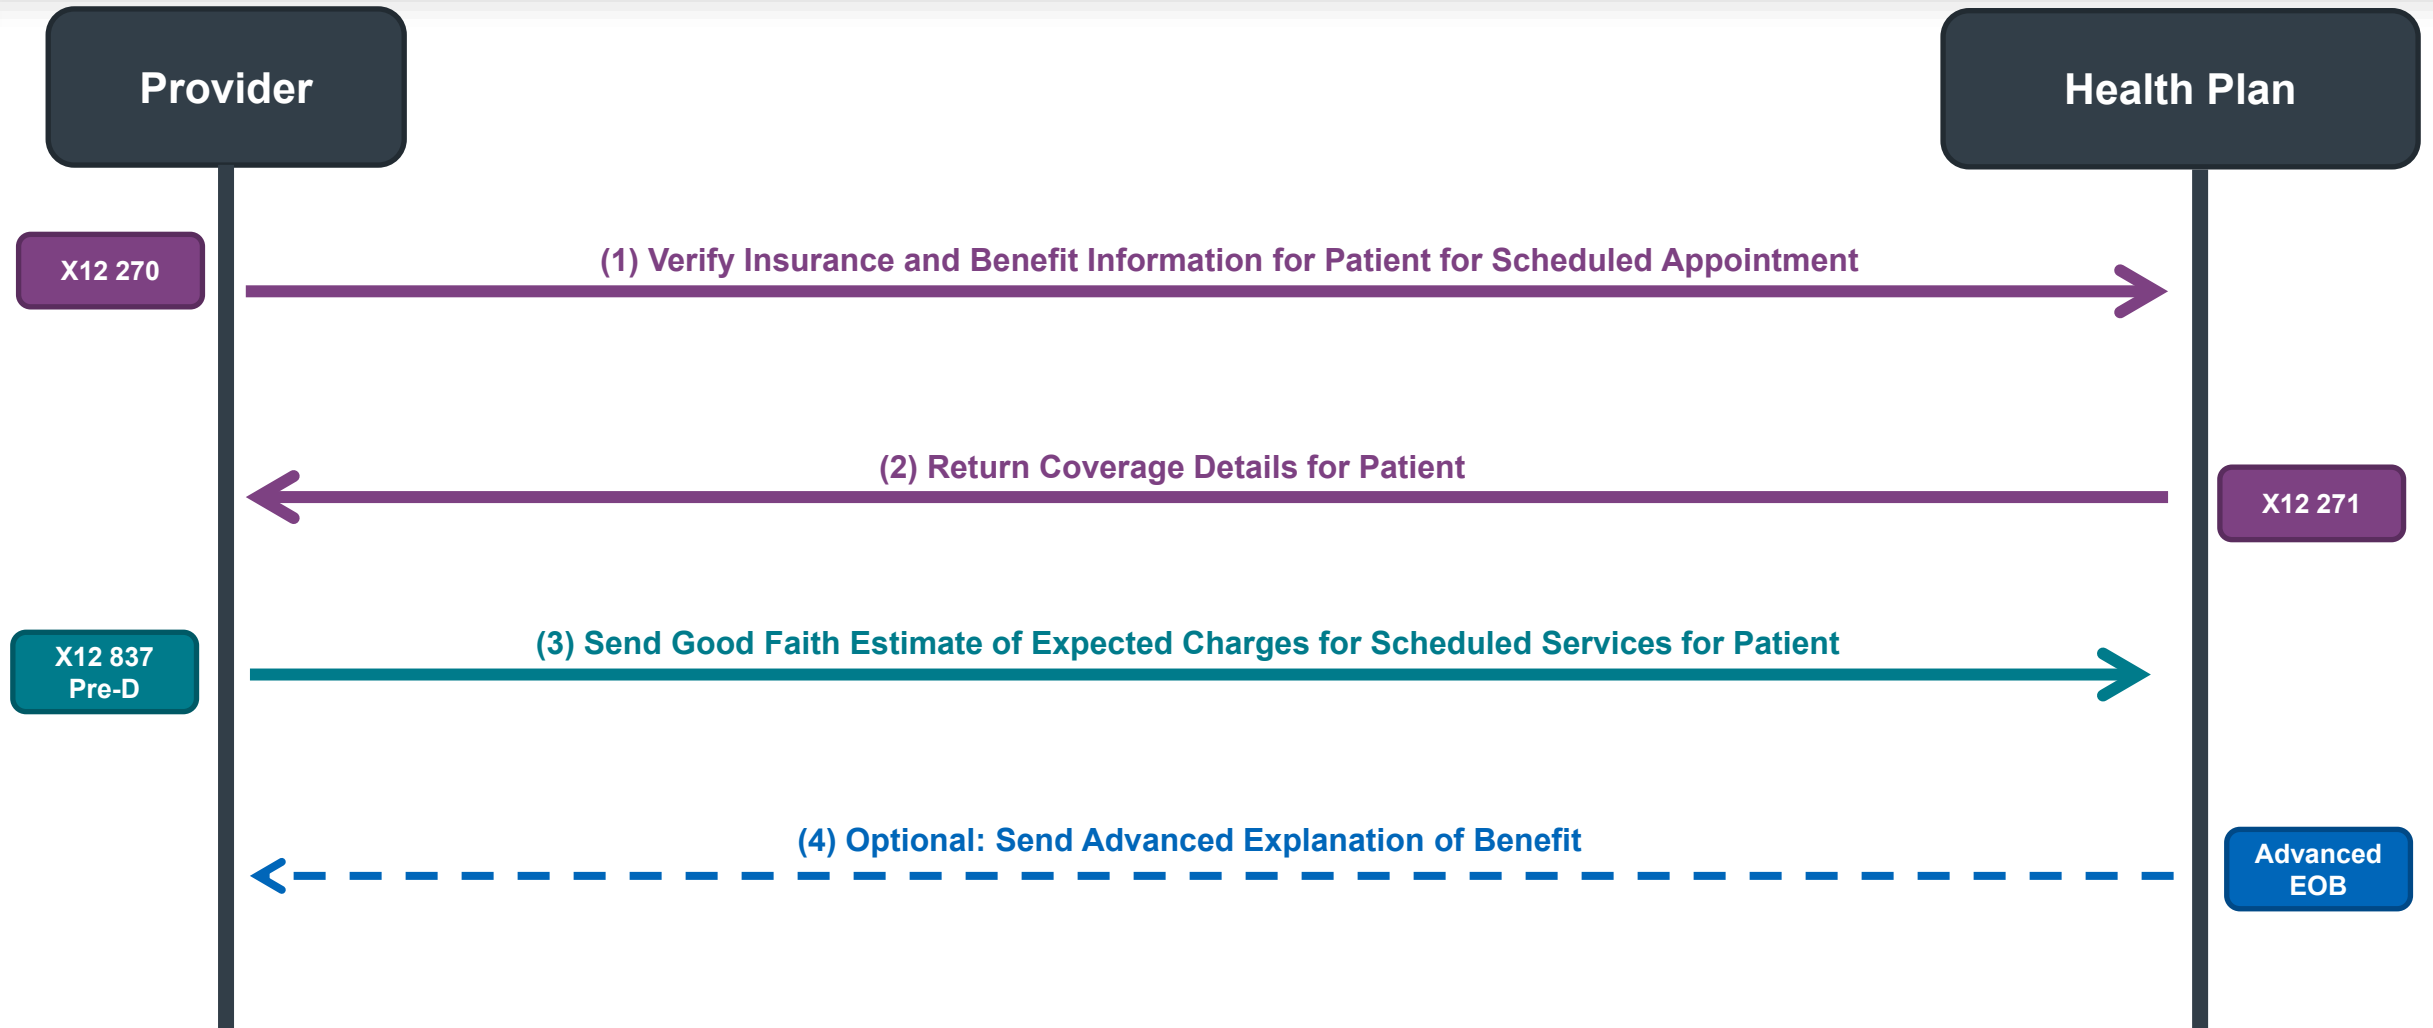 Provider
Health Plan
X12 270
(1) Verify Insurance and Benefit Information for Patient for Scheduled Appointment
(2) Return Coverage Details for Patient
X12 271
(3) Send Good Faith Estimate of Expected Charges for Scheduled Services for Patient
X12 837
Pre-D
(4) Optional: Send Advanced Explanation of Benefit
Advanced
EOB